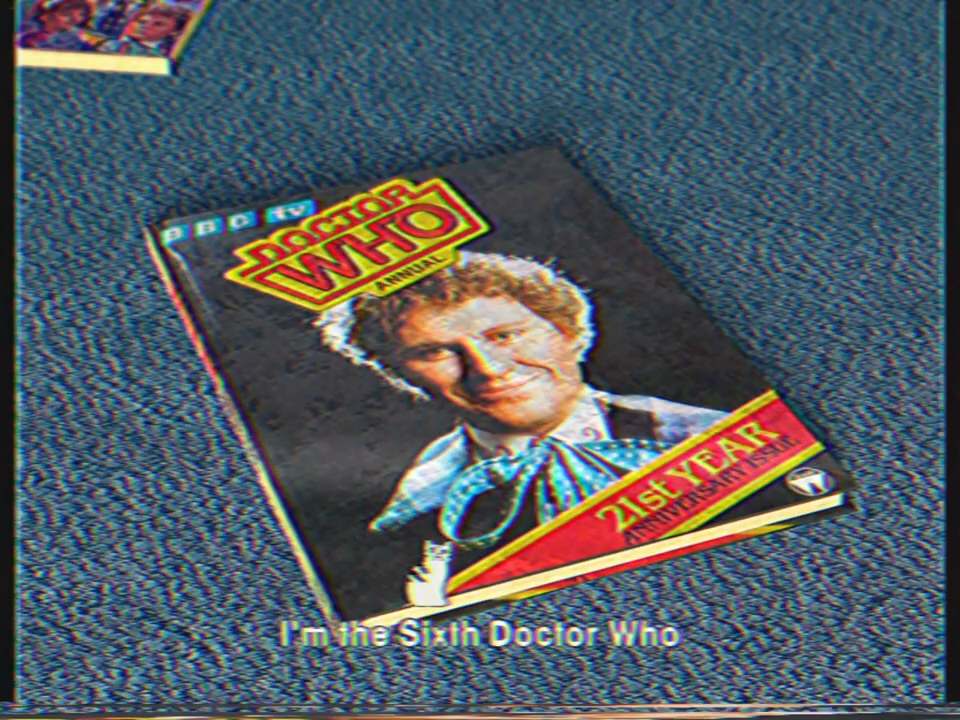 BBC tv
DOCTOR
WHO
ANNUAL
21st YEAR
ANNIVERSARY ISSUE
I'm the Sixth Doctor Who